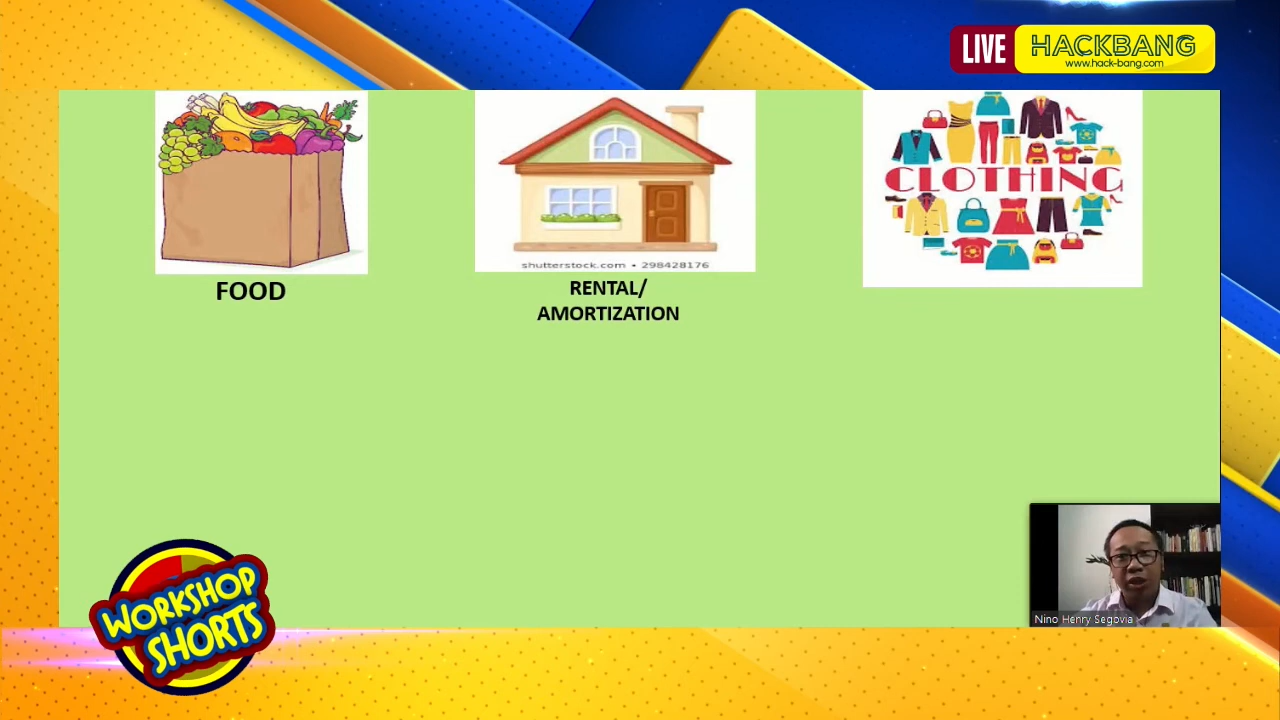 LIVE
HACKBANG
www.hack-bang.com
CLOTHING
shutterstock.com • 298428176
FOOD
RENTAL/
AMORTIZATION
WORKSHOP
SHORTS
Nino Henry Segovia